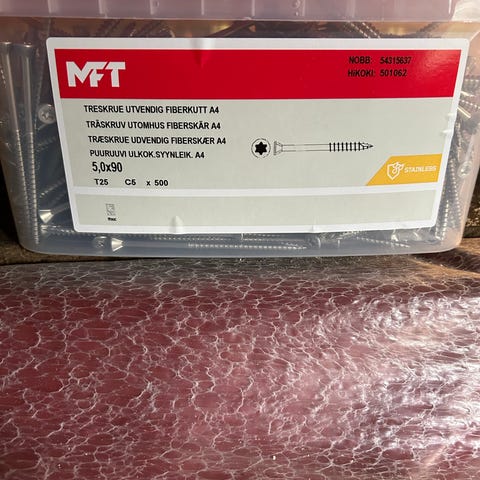 MFT
NOBB: 54315637
HiKOKI: 501062
TRESKRUE UTVENDIG FIBERKUTT A4
TRÄSKRUV UTOMHUS FIBERSKÄR A4
TRÆSKRUE UDVENDIG FIBERSKÆR A4
PUURUUVI ULKOK.SYYNLEIK. A4
5,0x90
T25 C5 x 500
STAINLESS